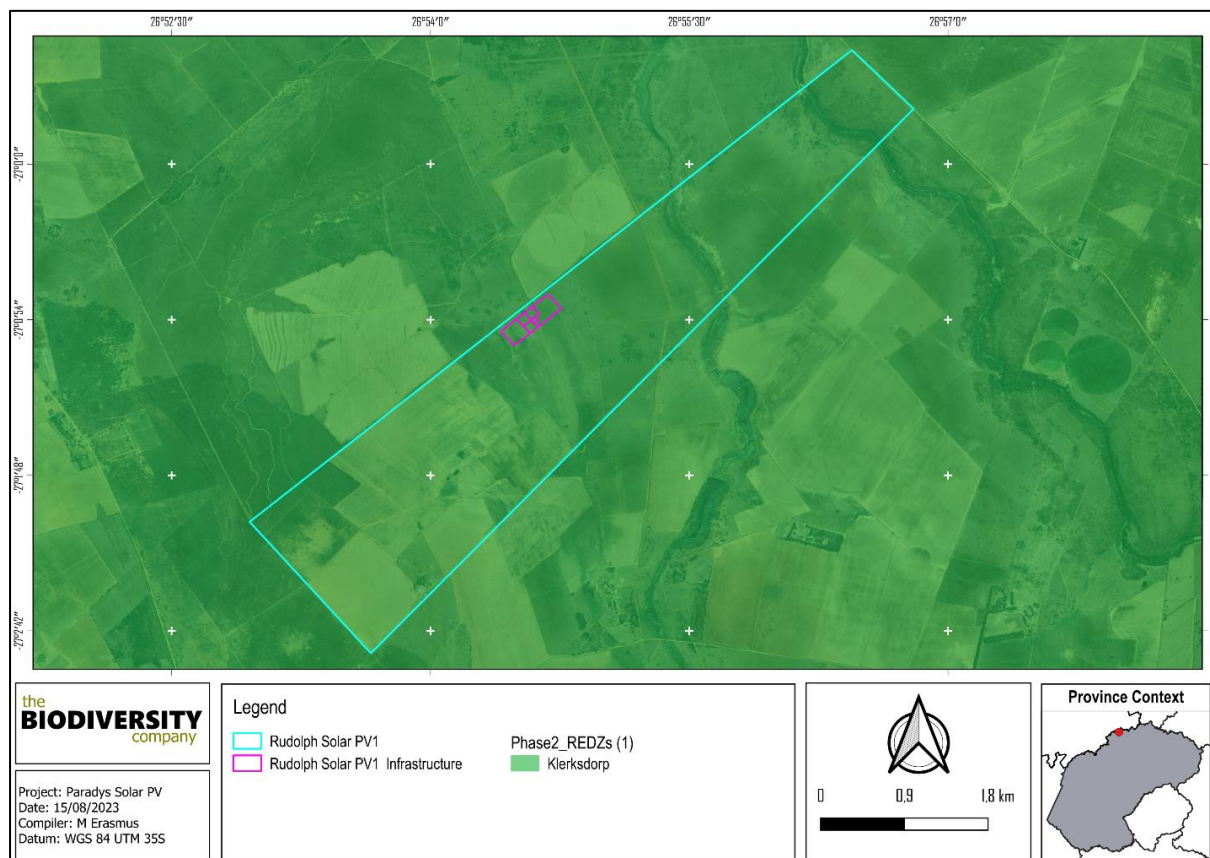 26°52'30" 26°54'0" 26°55'30" 26°57'0"
-27°0'0"
-27°0'54"
-27°1'48"
-27°2'42"
the
BIODIVERSITY
company
Project: Paradys Solar PV
Date: 15/08/2023
Compiler: M Erasmus
Datum: WGS 84 UTM 35S
Legend
Rudolph Solar PV1
Rudolph Solar PV1 Infrastructure
Phase2_REDZs (1)
Klerksdorp
0 0,9 1,8 km
Province Context